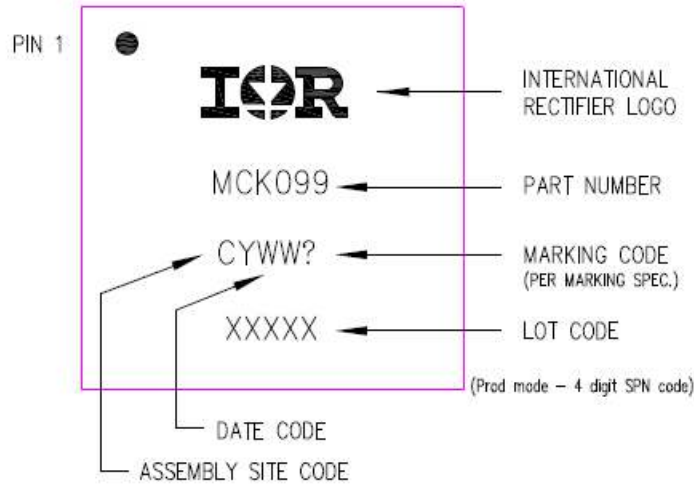 PIN 1
IOR
INTERNATIONAL
RECTIFIER LOGO
MCK099
PART NUMBER
CYWW?
MARKING CODE
(PER MARKING SPEC.)
XXXXX
LOT CODE
(Prod mode – 4 digit SPN code)
DATE CODE
ASSEMBLY SITE CODE